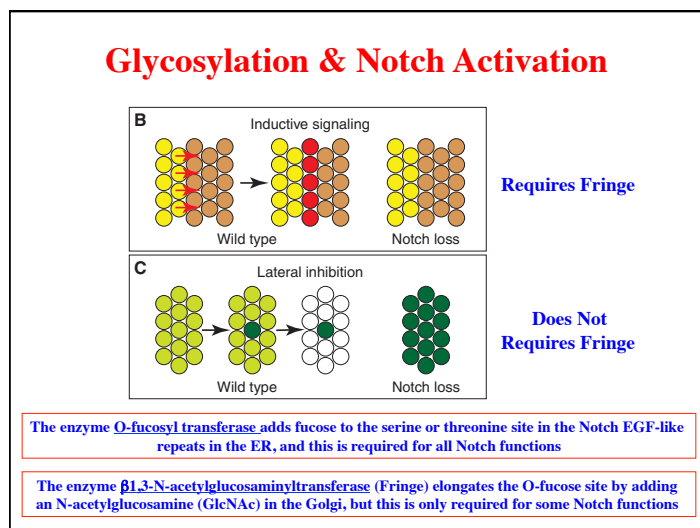 Glycosylation & Notch Activation
B
Inductive signaling
Wild type
Notch loss
Requires Fringe
C
Lateral inhibition
Wild type
Notch loss
Does Not
Requires Fringe
The enzyme O-fucosyl transferase adds fucose to the serine or threonine site in the Notch EGF-like
repeats in the ER, and this is required for all Notch functions
The enzyme β1,3-N-acetylglucosaminyltransferase (Fringe) elongates the O-fucose site by adding
an N-acetylglucosamine (GlcNAc) in the Golgi, but this is only required for some Notch functions